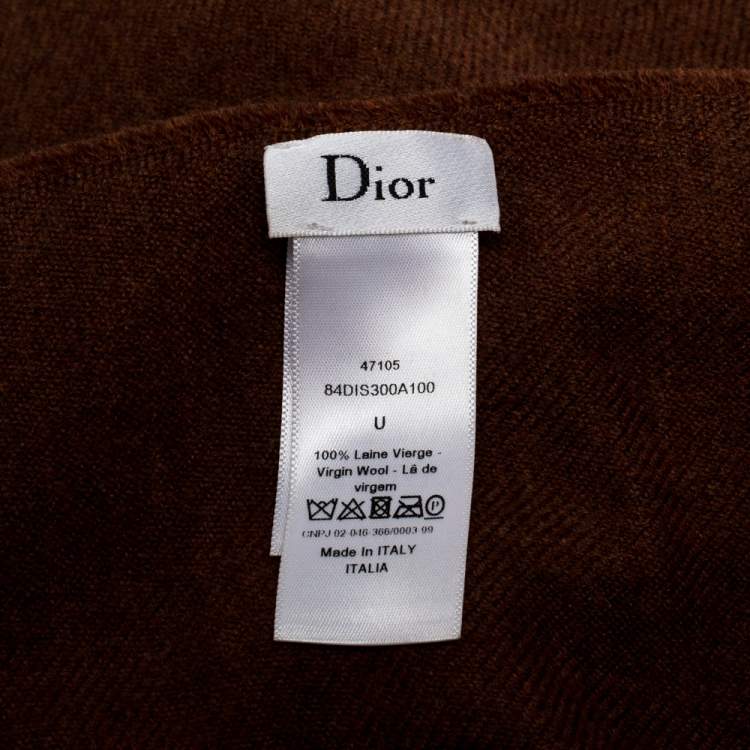 Dior
47105
84DIS300A100
U
100% Laine Vierge -
Virgin Wool - Lã de
virgem
P
CNPJ 02-046-366/0003-99
Made In ITALY
ITALIA